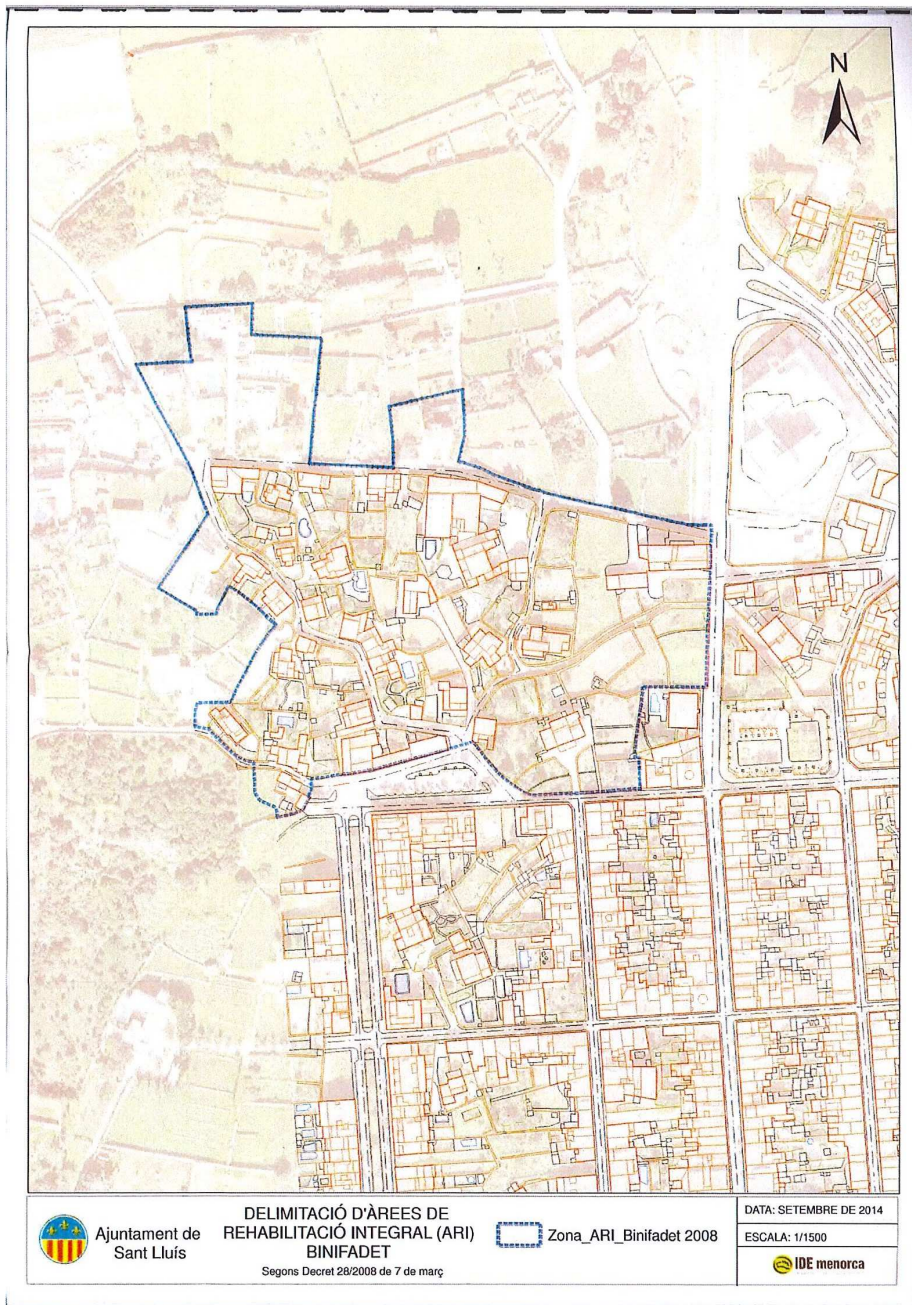 N
Ajuntament de
Sant Lluís
DELIMITACIÓ D'ÀREES DE
REHABILITACIÓ INTEGRAL (ARI)
BINIFADET
Segons Decret 28/2008 de 7 de març
Zona_ARI_Binifadet 2008
DATA: SETEMBRE DE 2014
ESCALA: 1/1500
IDE menorca